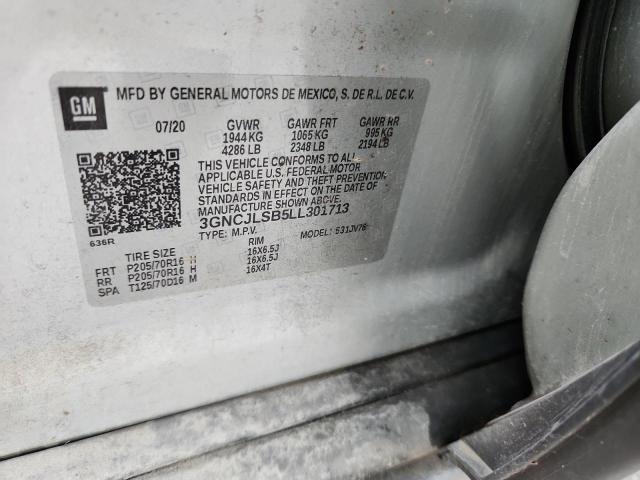 GM
MFD BY GENERAL MOTORS DE MEXICO, S. DE R.L. DE C.V.
07/20 GVWR GAWR FRT GAWR RR
1944 KG 1065 KG 995 KG
4286 LB 2348 LB 2194 LB
THIS VEHICLE CONFORMS TO ALL
APPLICABLE U.S. FEDERAL MOTOR
VEHICLE SAFETY AND THEFT PREVENTION
STANDARDS IN EFFECT ON THE DATE OF
MANUFACTURE SHOWN ABOVE.
3GNCJLSB5LL301713
TYPE: M.P.V. MODEL: 531JV76
636R
TIRE SIZE RIM
FRT P205/70R16 H 16X6.5J
RR P205/70R16 H 16X6.5J
SPA T125/70D16 M 16X4T